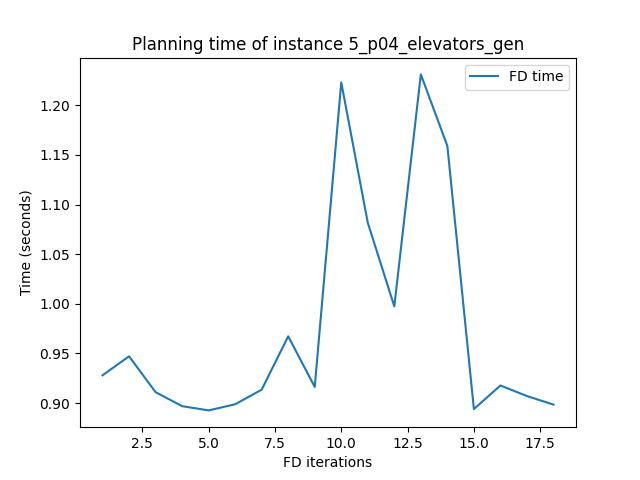 Planning time of instance 5_p04_elevators_gen
FD time
1.20
1.15
1.10
1.05
1.00
0.95
0.90
Time (seconds)
2.5 5.0 7.5 10.0 12.5 15.0 17.5
FD iterations